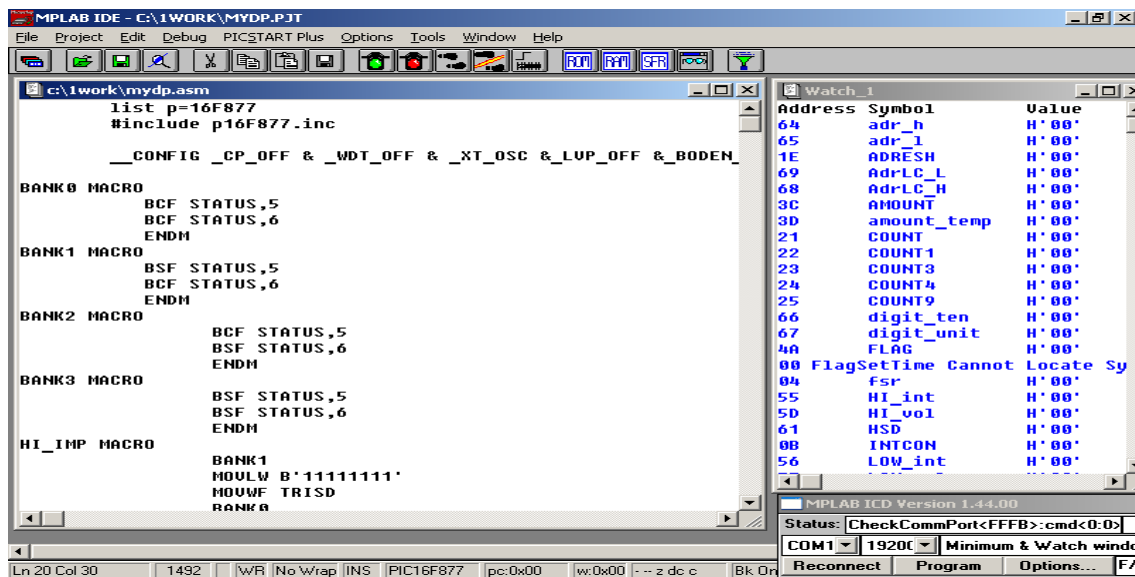 MPLAB IDE - C:\1WORK\MYDP.PJT
File Project Edit Debug PICSTART Plus Options Tools Window Help
ROM RAM SFR
c:\1work\mydp.asm
list p=16F877
#include p16F877.inc
__CONFIG _CP_OFF & _WDT_OFF & _XT_OSC &_LVP_OFF &_BODEN_
BANK0 MACRO
BCF STATUS,5
BCF STATUS,6
ENDM
BANK1 MACRO
BSF STATUS,5
BCF STATUS,6
ENDM
BANK2 MACRO
BCF STATUS,5
BSF STATUS,6
ENDM
BANK3 MACRO
BSF STATUS,5
BSF STATUS,6
ENDM
HI_IMP MACRO
BANK1
MOVLW B'11111111'
MOVWF TRISD
BANK0
Watch_1
Address Symbol Value
64 adr_h H'00'
65 adr_l H'00'
1E ADRESH H'00'
69 AdrLC_L H'00'
68 AdrLC_H H'00'
3C AMOUNT H'00'
3D amount_temp H'00'
21 COUNT H'00'
22 COUNT1 H'00'
23 COUNT3 H'00'
24 COUNT4 H'00'
25 COUNT9 H'00'
66 digit_ten H'00'
67 digit_unit H'00'
4A FLAG H'00'
00 FlagSetTime Cannot Locate Sy
04 fsr H'00'
55 HI_int H'00'
5D HI_vol H'00'
61 HSD H'00'
0B INTCON H'00'
56 LOW_int H'00'
MPLAB ICD Version 1.44.00
Status: CheckCommPort<FFFB>:cmd<0:0>
COM1 1920( Minimum & Watch windo
Reconnect Program Options... FA
Ln 20 Col 30 1492 WR No Wrap INS PIC16F877 pc:0x00 w:0x00 - -- z dc c Bk On